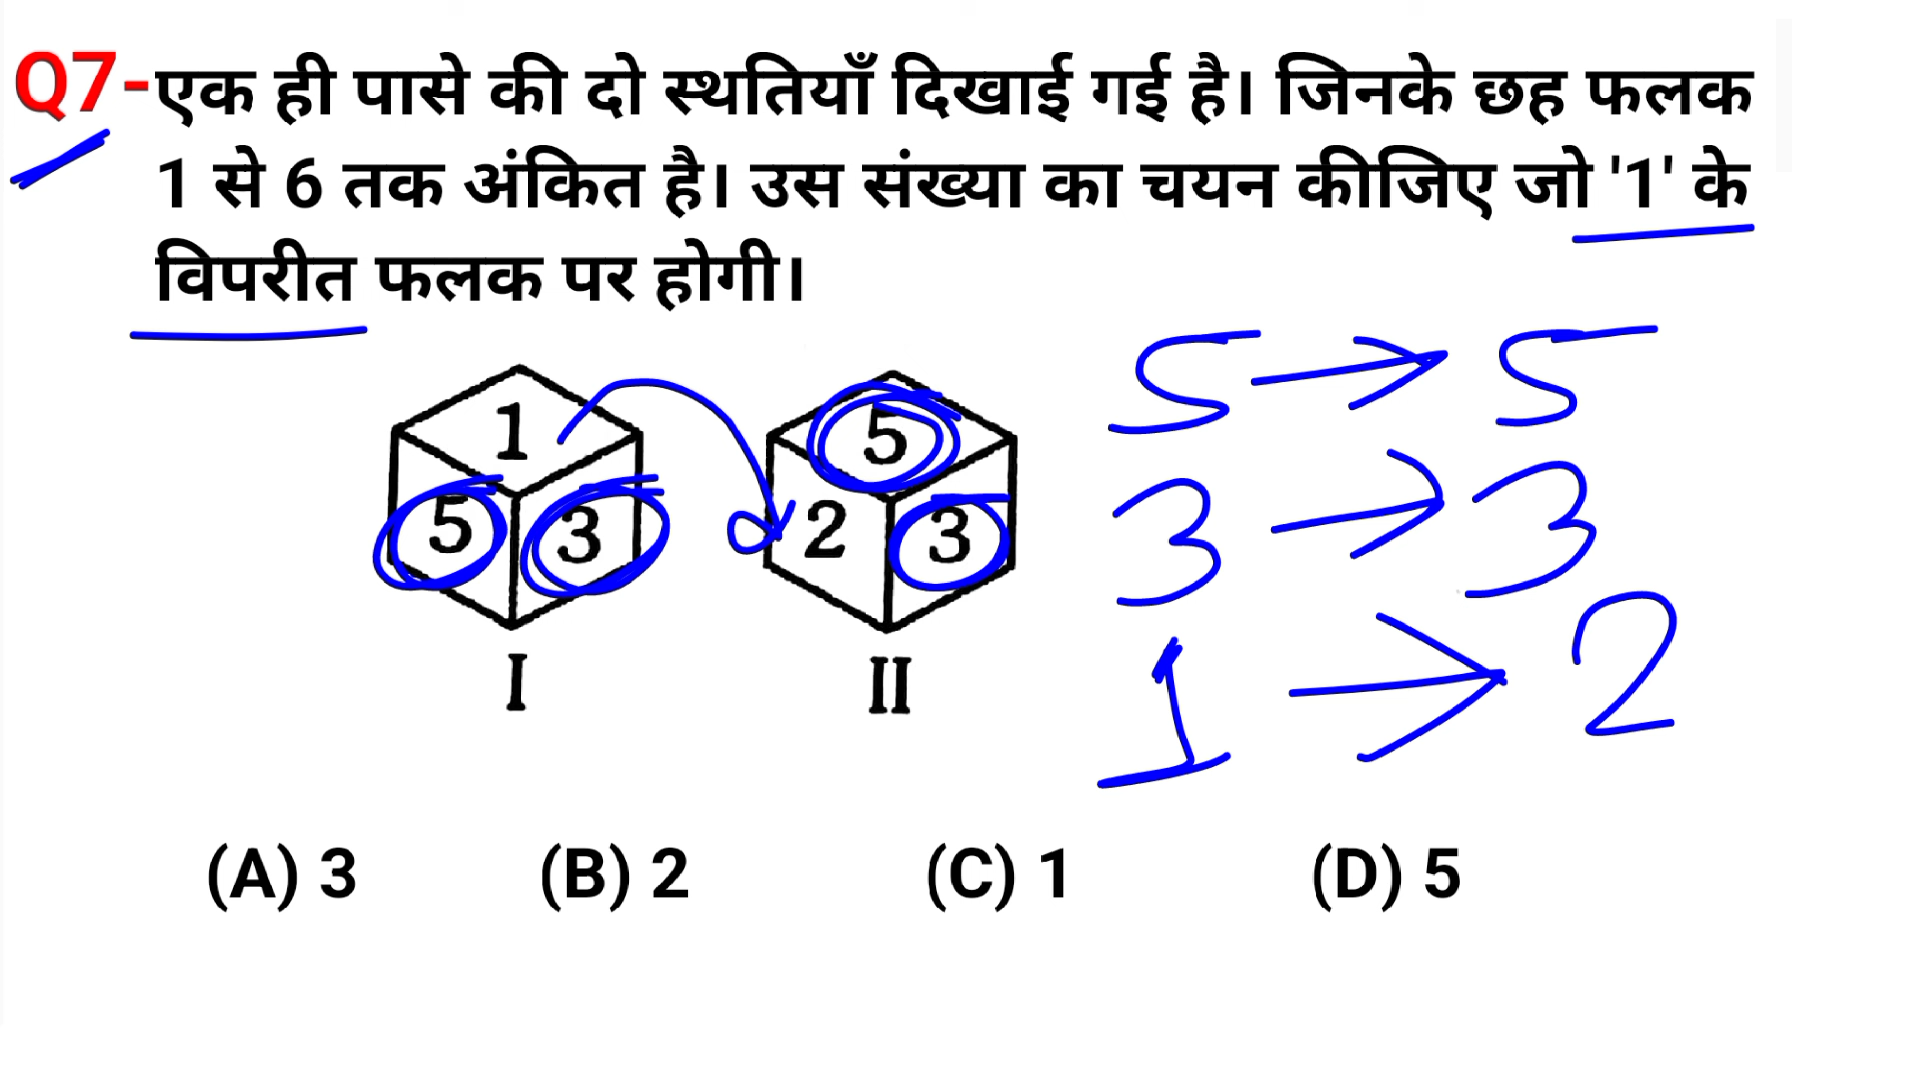 Q7-एक ही पासे की दो स्थतियाँ दिखाई गई है। जिनके छह फलक
1 से 6 तक अंकित है। उस संख्या का चयन कीजिए जो '1' के
विपरीत फलक पर होगी।
1
5 3
I
5
2 3
II
5 → 5
3 → 3
1 → 2
(A) 3 (B) 2 (C) 1 (D) 5